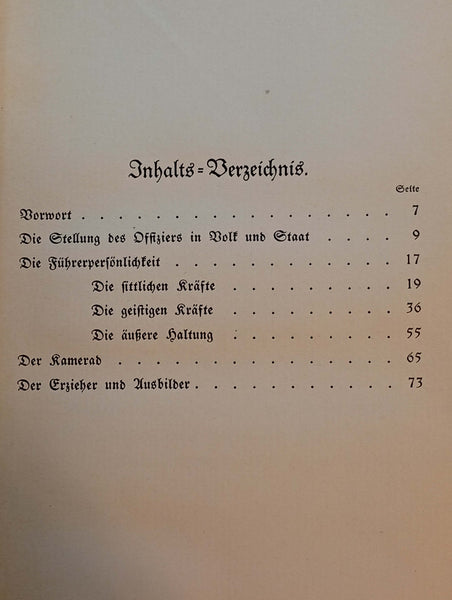 Inhalts=Verzeichnis.
Seite
Vorwort . . . . . . . . . . . . . . . . . 7
Die Stellung des Offiziers in Volk und Staat . . . . 9
Die Führerpersönlichkeit . . . . . . . . . . . . 17
Die sittlichen Kräfte . . . . . . . . . 19
Die geistigen Kräfte . . . . . . . . . 36
Die äußere Haltung . . . . . . . . . 55
Der Kamerad . . . . . . . . . . . . . . . 65
Der Erzieher und Ausbilder . . . . . . . . . . . 73